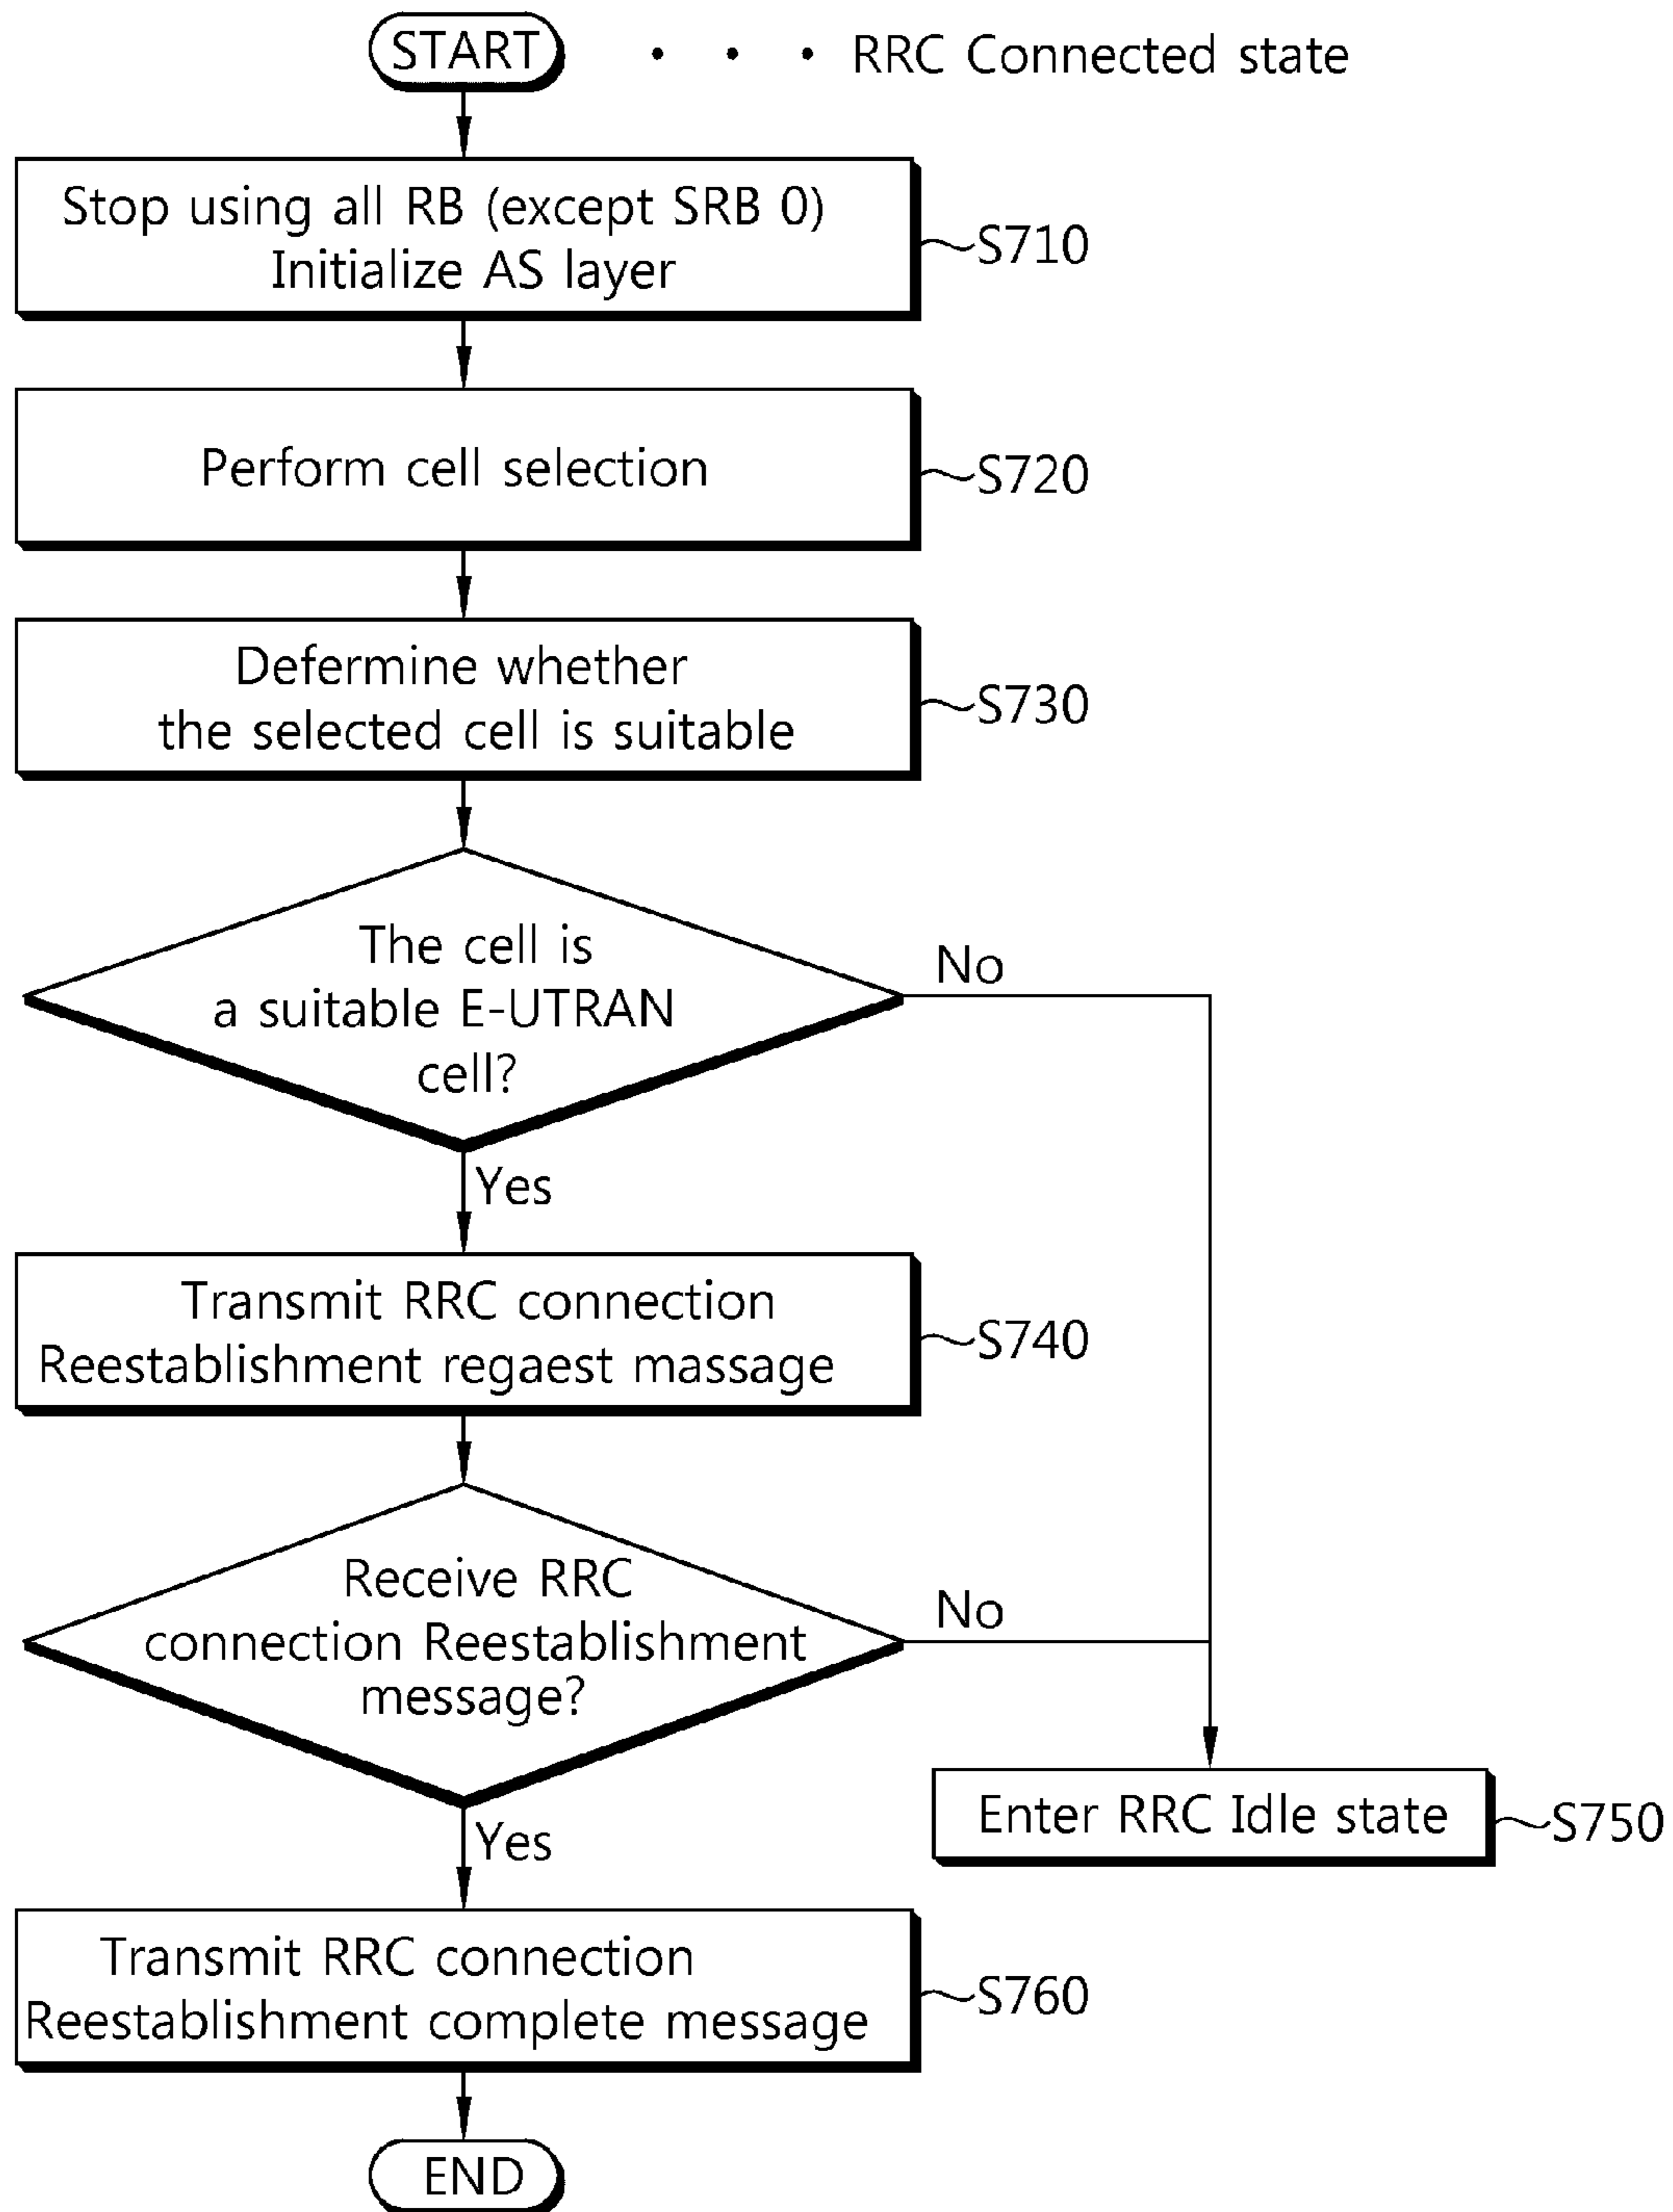 START
· · · RRC Connected state
Stop using all RB (except SRB 0)
Initialize AS layer
S710
Perform cell selection
S720
Defermine whether
the selected cell is suitable
S730
The cell is
a suitable E-UTRAN
cell?
No
Yes
Transmit RRC connection
Reestablishment regaest massage
S740
Receive RRC
connection Reestablishment
message?
No
Yes
Enter RRC Idle state
S750
Transmit RRC connection
Reestablishment complete message
S760
END